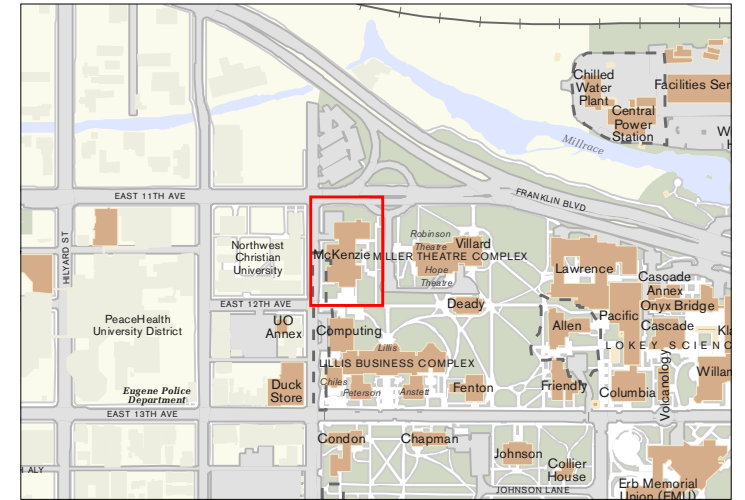 Chilled
Water
Plant
Facilities Ser
Central
Power
Station
W
Millrace
EAST 11TH AVE
FRANKLIN BLVD
HILYARD ST
Northwest
Christian
University
McKenzie
Robinson
Theatre
Villard
MILLER THEATRE COMPLEX
Hope
Theatre
Lawrence
Cascade
Annex
Onyx Bridge
EAST 12TH AVE
Deady
Pacific
PeaceHealth
University District
UO
Annex
Computing
Allen
Cascade
Kla
LOKEY SCIENC
Lillis
LILLIS BUSINESS COMPLEX
Willam
Volcanology
Eugene Police
Department
Duck
Store
Chiles
Peterson
Anstett
Fenton
Friendly
Columbia
EAST 13TH AVE
Condon
Chapman
Johnson
Collier
House
Erb Memorial
Union (EMU)
H ALY
JOHNSON LANE